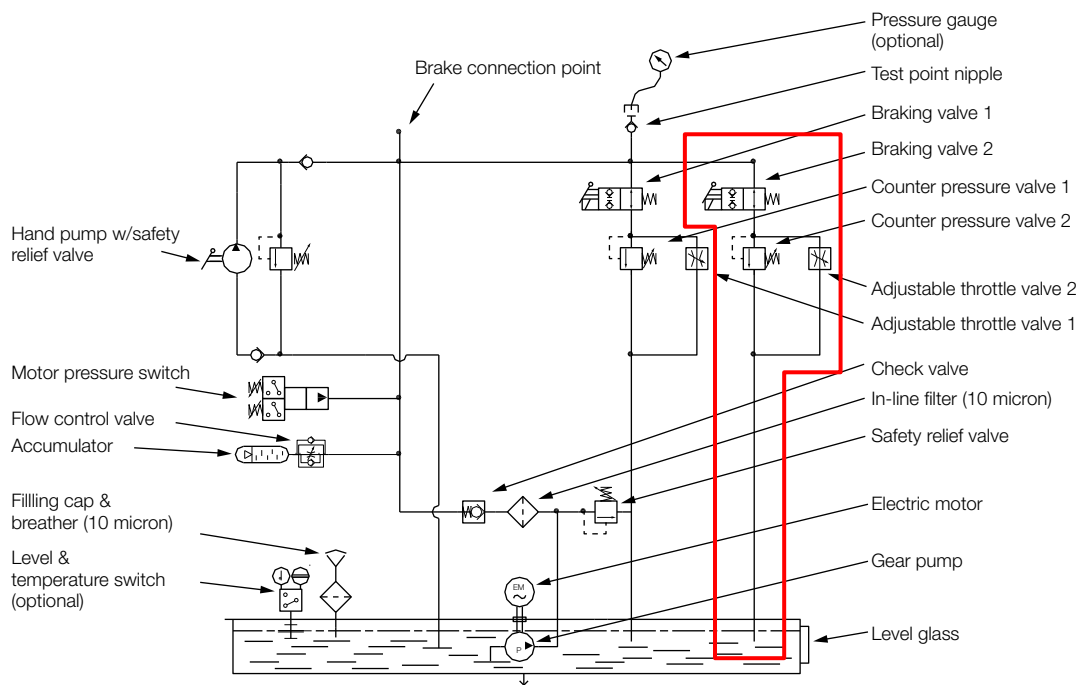 Pressure gauge
(optional)
Brake connection point
Test point nipple
Braking valve 1
Braking valve 2
Counter pressure valve 1
Counter pressure valve 2
Hand pump w/safety
relief valve
Adjustable throttle valve 2
Adjustable throttle valve 1
Motor pressure switch
Check valve
In-line filter (10 micron)
Flow control valve
Accumulator
Safety relief valve
Fillling cap &
breather (10 micron)
Electric motor
Level &
temperature switch
(optional)
Gear pump
EM
P
Level glass